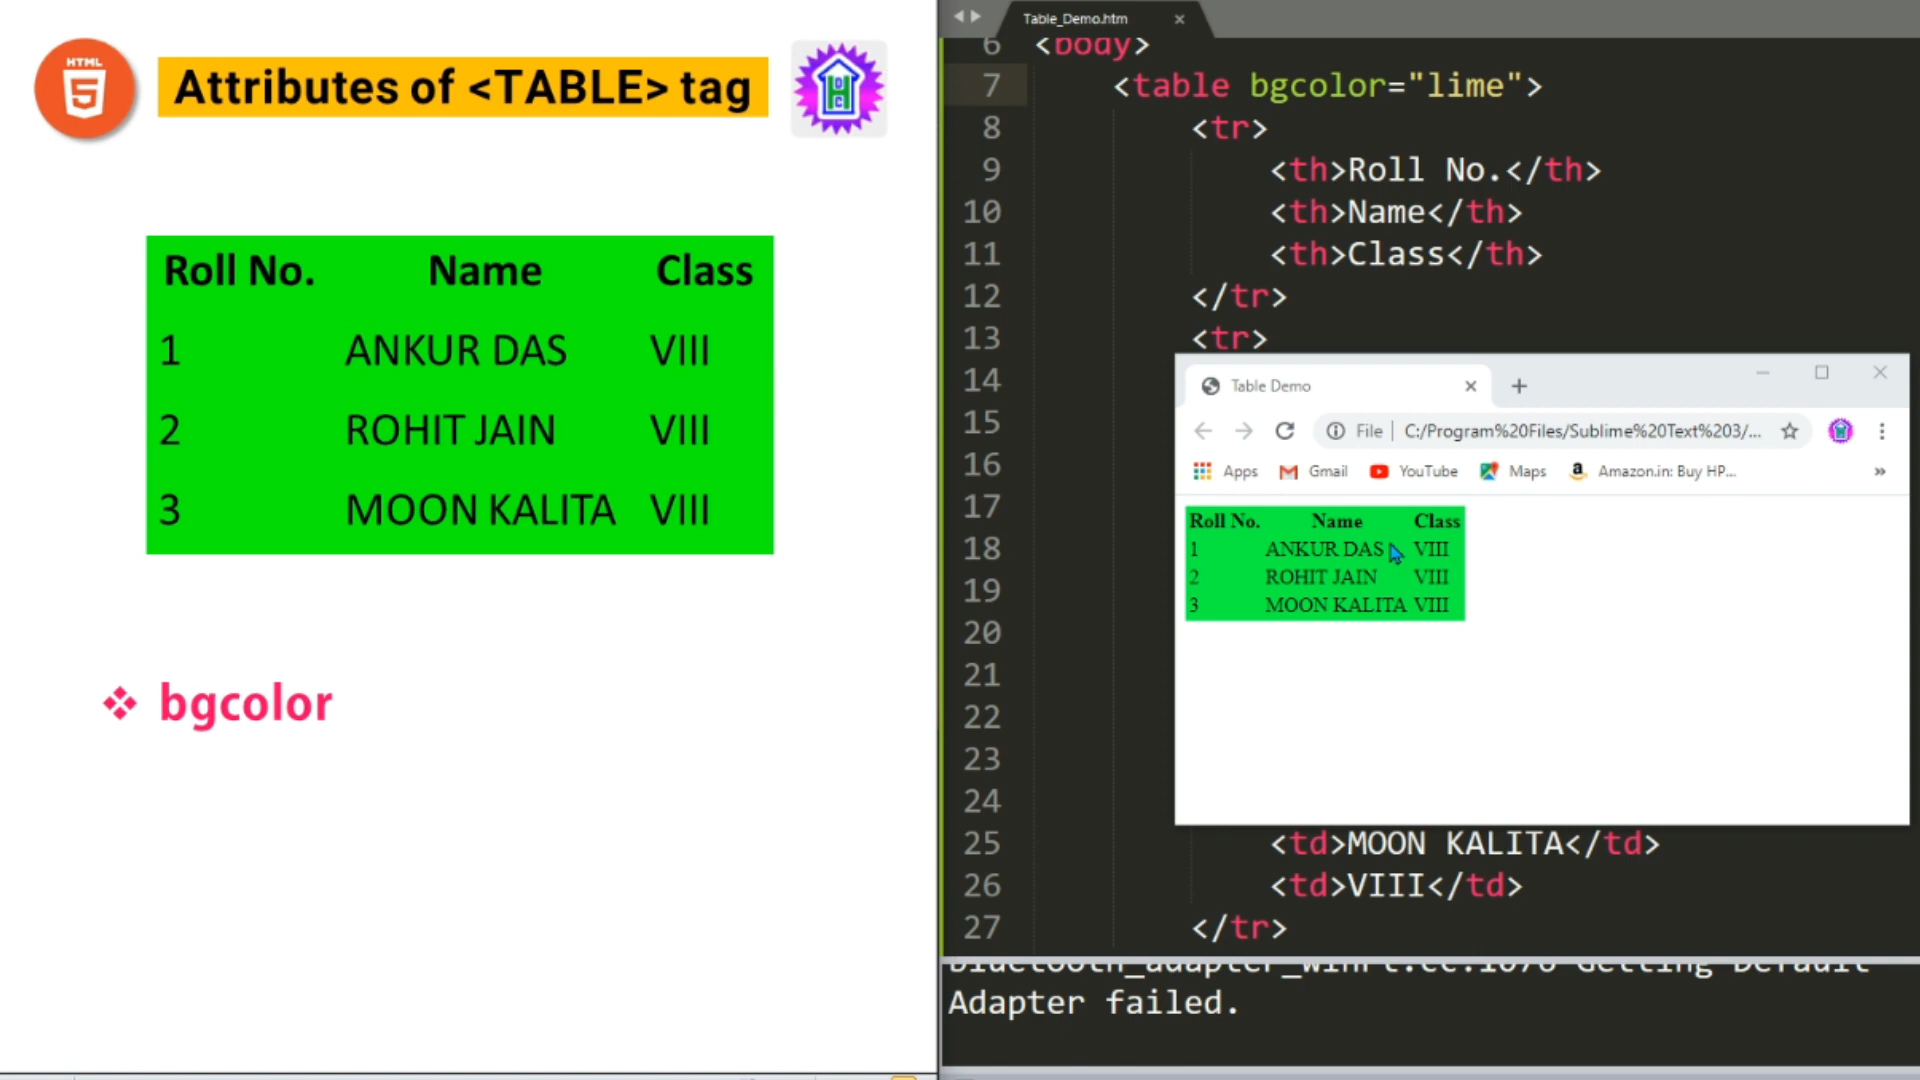 HTML
5
Attributes of <TABLE> tag
Roll No. Name Class
1 ANKUR DAS VIII
2 ROHIT JAIN VIII
3 MOON KALITA VIII
❖ bgcolor
Table_Demo.htm ×
6 <body>
7 <table bgcolor="lime">
8 <tr>
9 <th>Roll No.</th>
10 <th>Name</th>
11 <th>Class</th>
12 </tr>
13 <tr>
14
15
16
17
18
19
20
21
22
23
24
25 <td>MOON KALITA</td>
26 <td>VIII</td>
27 </tr>
Table Demo
File C:/Program%20Files/Sublime%20Text%203/...
Apps Gmail YouTube Maps Amazon.in: Buy HP... »
Roll No. Name Class
1 ANKUR DAS VIII
2 ROHIT JAIN VIII
3 MOON KALITA VIII
Getting Default
Adapter failed.